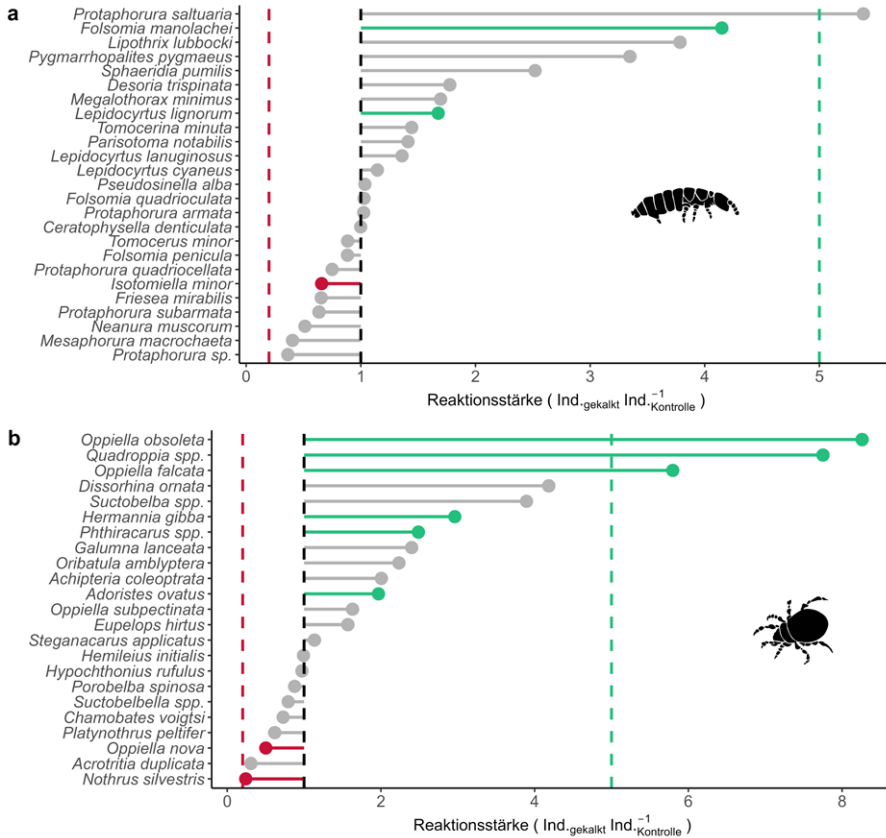 a
Protaphorura saltuaria
Folsomia manolachei
Lipothrix lubbocki
Pygmarrhopalites pygmaeus
Sphaeridia pumilis
Desoria trispinata
Megalothorax minimus
Lepidocyrtus lignorum
Tomocerina minuta
Parisotoma notabilis
Lepidocyrtus lanuginosus
Lepidocyrtus cyaneus
Pseudosinella alba
Folsomia quadrioculata
Protaphorura armata
Ceratophysella denticulata
Tomocerus minor
Folsomia penicula
Protaphorura quadriocellata
Isotomiella minor
Friesea mirabilis
Protaphorura subarmata
Neanura muscorum
Mesaphorura macrochaeta
Protaphorura sp.
0 1 2 3 4 5
Reaktionsstärke ( Ind.gekalkt Ind.⁻¹Kontrolle )
b
Oppiella obsoleta
Quadroppia spp.
Oppiella falcata
Dissorhina ornata
Suctobelba spp.
Hermannia gibba
Phthiracarus spp.
Galumna lanceata
Oribatula amblyptera
Achipteria coleoptrata
Adoristes ovatus
Oppiella subpectinata
Eupelops hirtus
Steganacarus applicatus
Hemileius initialis
Hypochthonius rufulus
Porobelba spinosa
Suctobelbella spp.
Chamobates voigtsi
Platynothrus peltifer
Oppiella nova
Acrotritia duplicata
Nothrus silvestris
0 2 4 6 8
Reaktionsstärke ( Ind.gekalkt Ind.⁻¹Kontrolle )